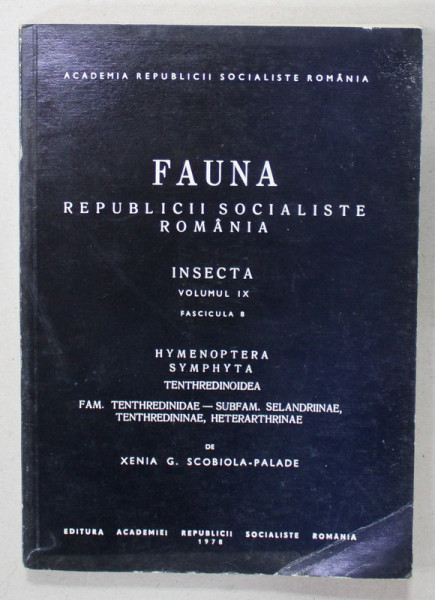 ACADEMIA REPUBLICII SOCIALISTE ROMÂNIA
FAUNA
REPUBLICII SOCIALISTE
ROMÂNIA
INSECTA
VOLUMUL IX
FASCICULA 8
HYMENOPTERA
SYMPHYTA
TENTHREDINOIDEA
FAM. TENTHREDINIDAE — SUBFAM. SELANDRIINAE,
TENTHREDININAE, HETERARTHRINAE
DE
XENIA G. SCOBIOLA-PALADE
EDITURA ACADEMIEI REPUBLICII SOCIALISTE ROMÂNIA
1978